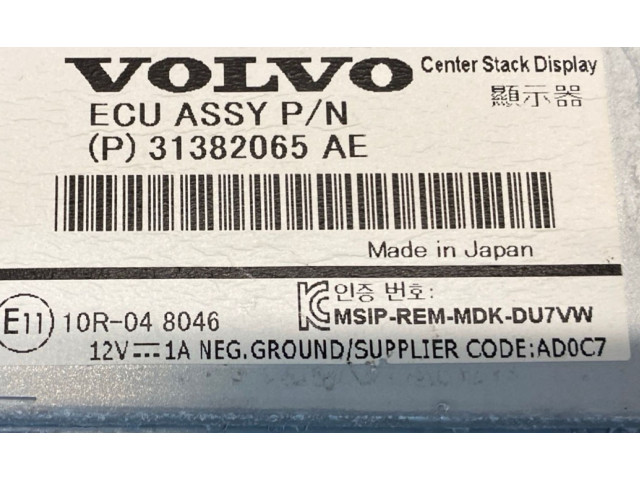 VOLVO Center Stack Display
顯示器
ECU ASSY P/N
(P) 31382065 AE
Made in Japan
E11 10R-04 8046
인증 번호:
MSIP-REM-MDK-DU7VW
12V⎓1A NEG.GROUND/SUPPLIER CODE:AD0C7